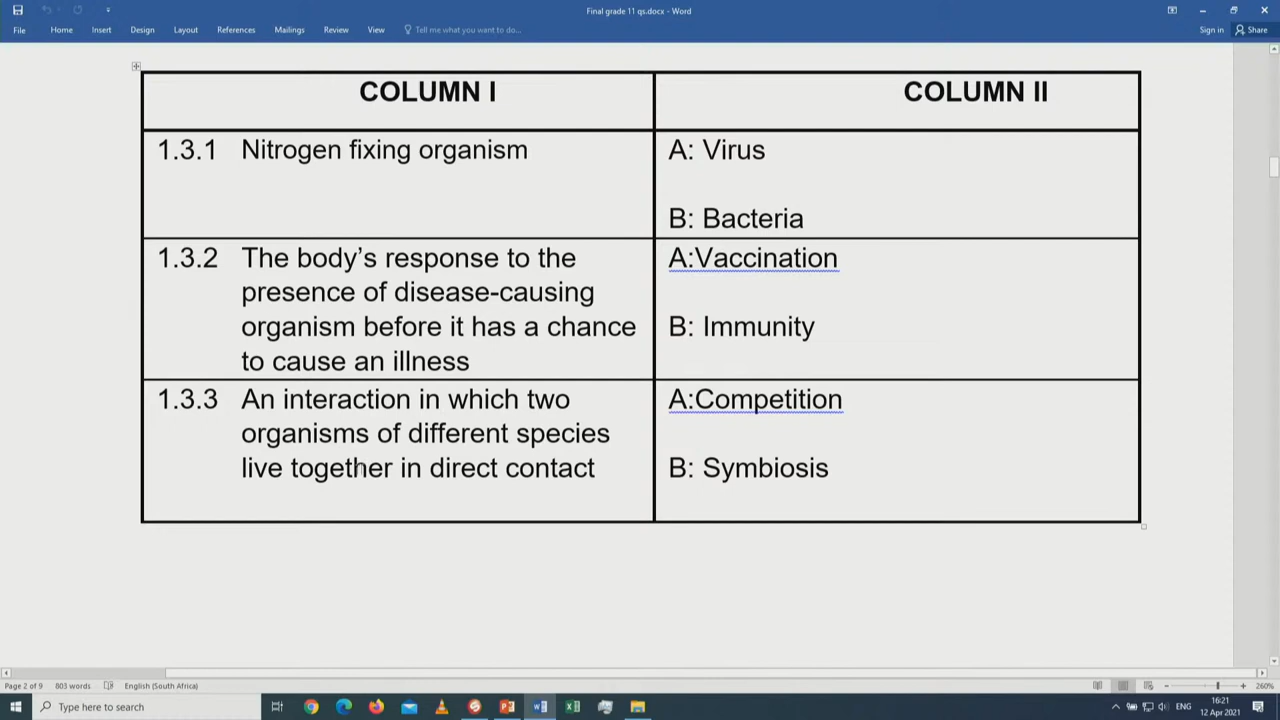 Final grade 11 qs.docx - Word
File Home Insert Design Layout References Mailings Review View Tell me what you want to do... Sign in Share
COLUMN I COLUMN II
1.3.1 Nitrogen fixing organism A: Virus
B: Bacteria
1.3.2 The body's response to the A:Vaccination
presence of disease-causing
organism before it has a chance B: Immunity
to cause an illness
1.3.3 An interaction in which two A:Competition
organisms of different species
live together in direct contact B: Symbiosis
Page 2 of 9 803 words English (South Africa) 260%
Type here to search ENG 16:21
12 Apr 2021